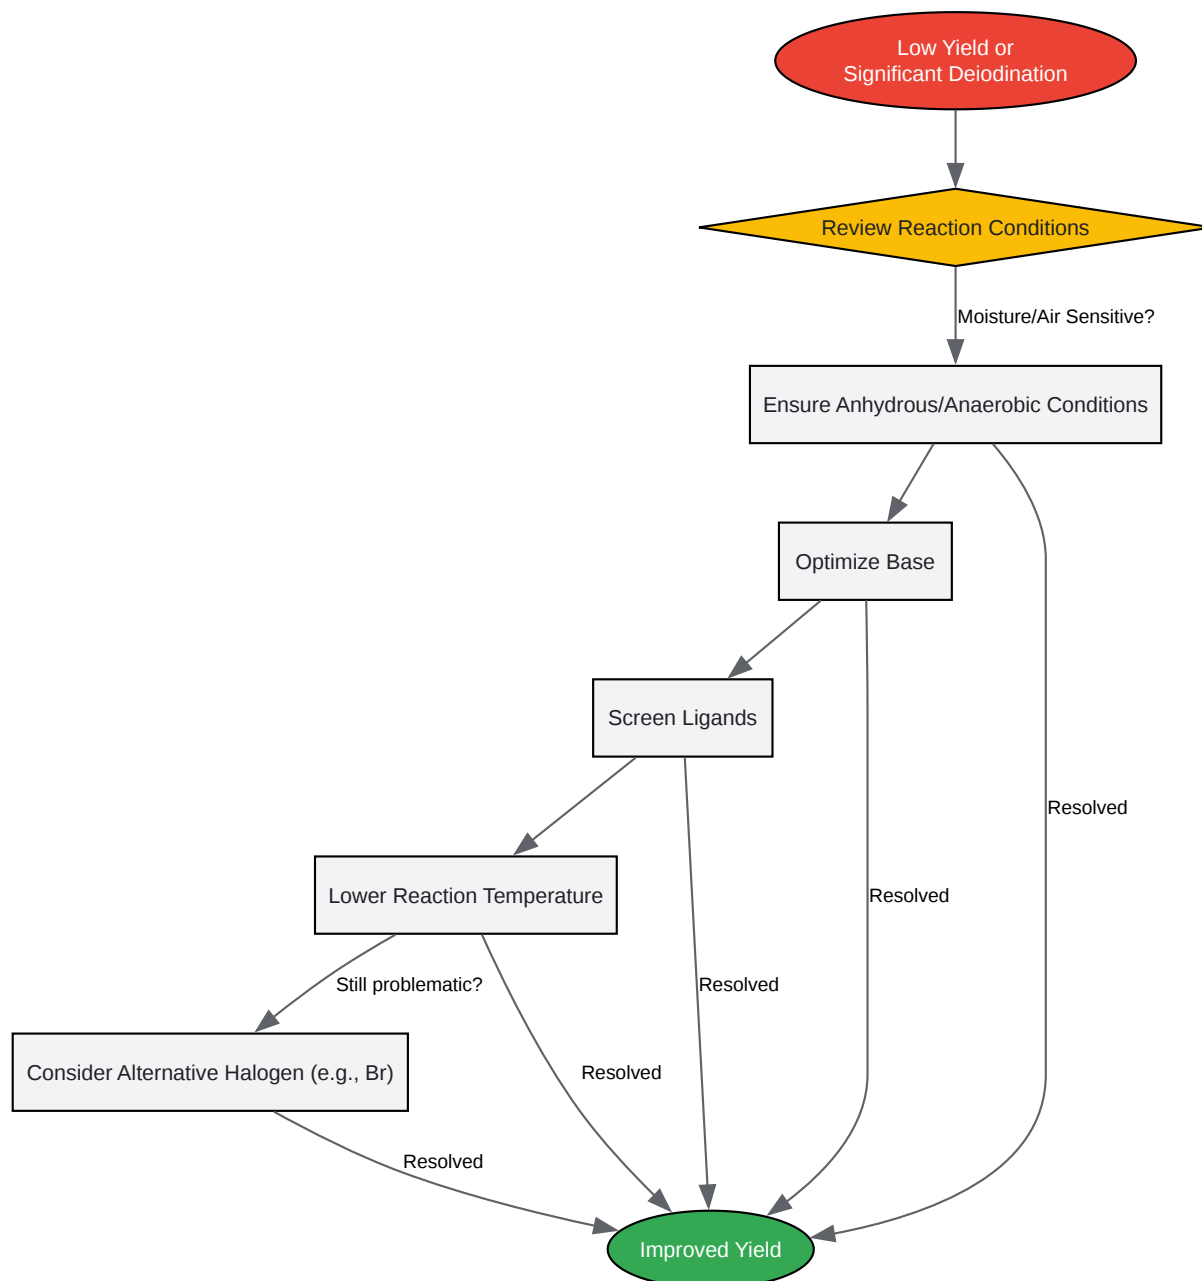 Low Yield or
Significant Deiodination
Review Reaction Conditions
Moisture/Air Sensitive?
Ensure Anhydrous/Anaerobic Conditions
Optimize Base
Screen Ligands
Resolved
Lower Reaction Temperature
Resolved
Still problematic?
Resolved
Consider Alternative Halogen (e.g., Br)
Resolved
Resolved
Improved Yield